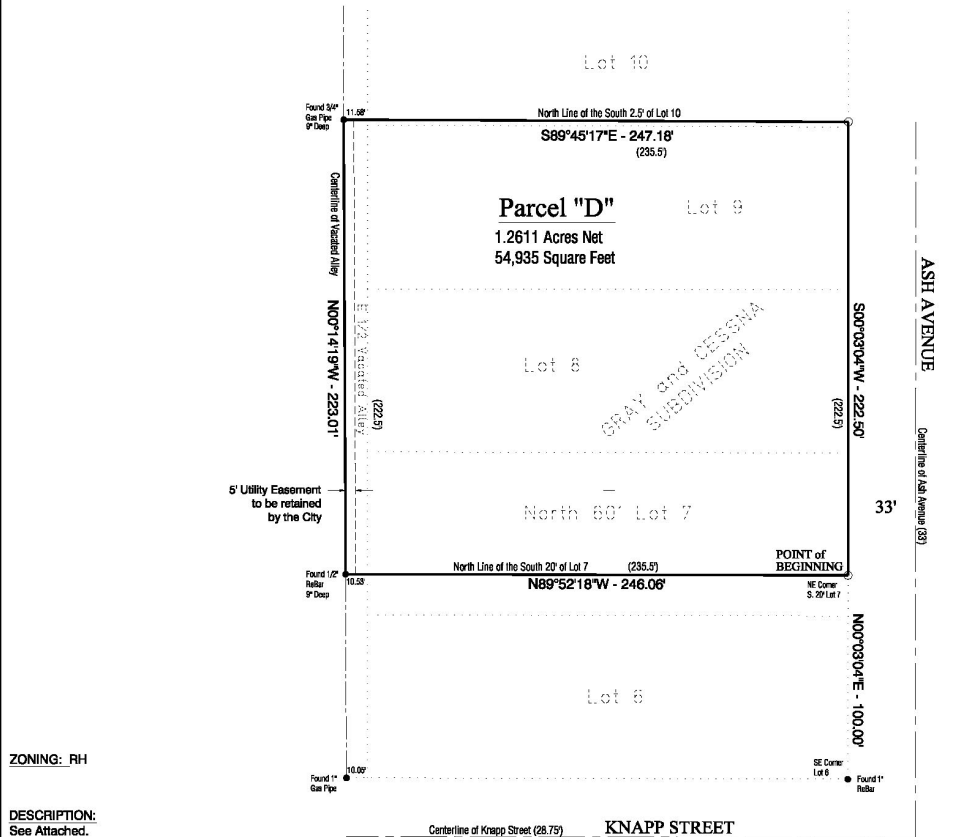 Lot 10
Found 3/4"
Gas Pipe
9" Deep
11.58'
North Line of the South 2.5' of Lot 10
S89°45'17"E - 247.18'
(235.5')
Parcel "D"
1.2611 Acres Net
54,935 Square Feet
Lot 9
Centerline of Vacated Alley
N00°14'19"W - 223.01'
E 1/2 Vacated Alley
(222.5')
Lot 8
GRAY and CESSNA
SUBDIVISION
(222.5')
S00°03'04"W - 222.50'
ASH AVENUE
Centerline of Ash Avenue (33')
33'
5' Utility Easement
to be retained
by the City
North 60' Lot 7
POINT of
BEGINNING
Found 1/2"
ReBar
9" Deep
10.53'
North Line of the South 20' of Lot 7
(235.5')
N89°52'18"W - 246.06'
NE Corner
S. 20' Lot 7
N00°03'04"E - 100.00'
Lot 6
ZONING: RH
Found 1"
Gas Pipe
10.05'
SE Corner
Lot 6
Found 1"
ReBar
DESCRIPTION:
See Attached.
Centerline of Knapp Street (28.75')
KNAPP STREET